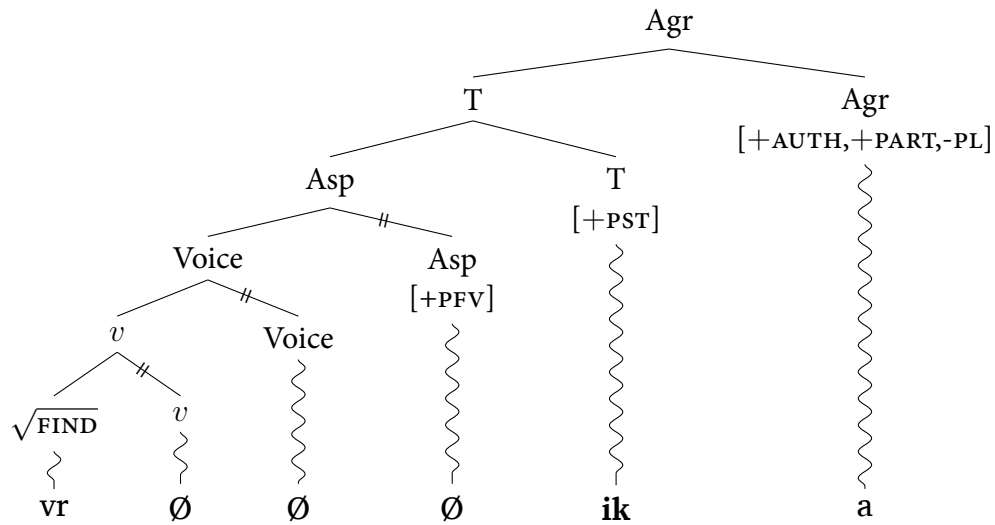 Agr
T Agr
[+AUTH,+PART,-PL]
Asp T
[+PST]
Voice Asp
[+PFV]
v Voice
√FIND v
vr Ø Ø Ø ik a